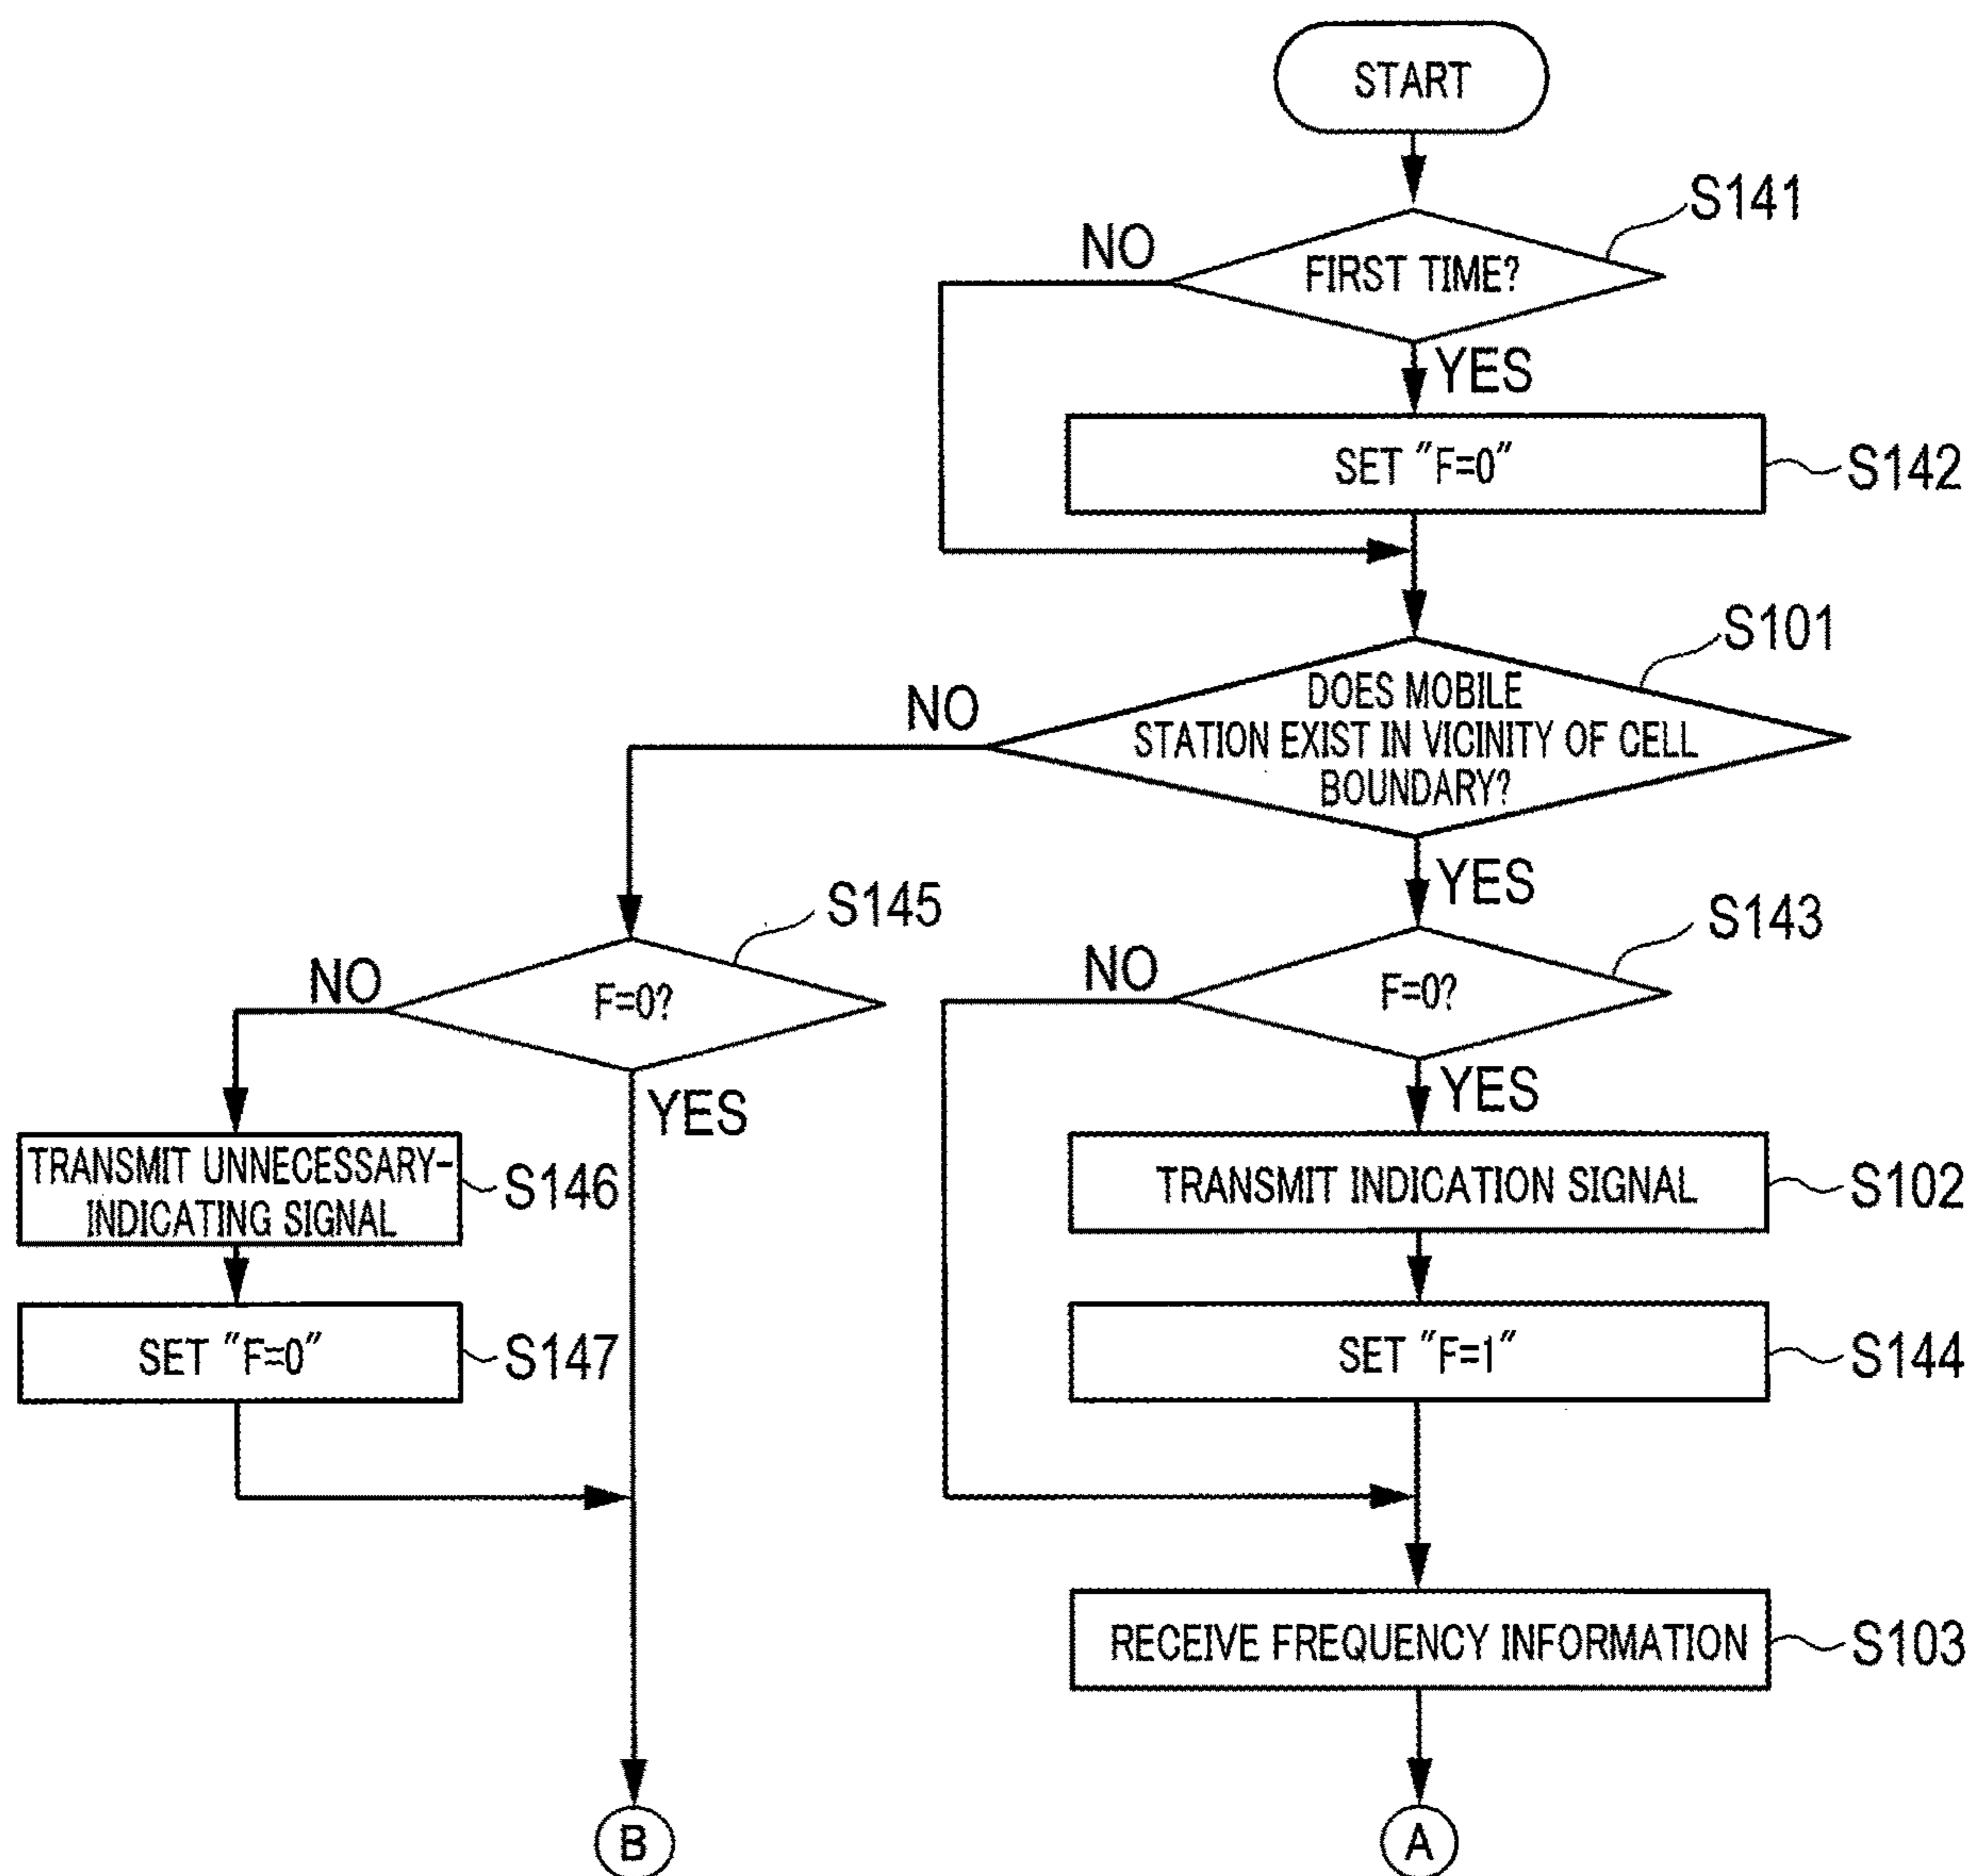 START
S141
NO
FIRST TIME?
YES
SET "F=0"
S142
S101
NO
DOES MOBILE
STATION EXIST IN VICINITY OF CELL
BOUNDARY?
YES
S145
S143
NO
F=0?
NO
F=0?
YES
YES
TRANSMIT UNNECESSARY-
INDICATING SIGNAL
S146
TRANSMIT INDICATION SIGNAL
S102
SET "F=0"
S147
SET "F=1"
S144
RECEIVE FREQUENCY INFORMATION
S103
B
A